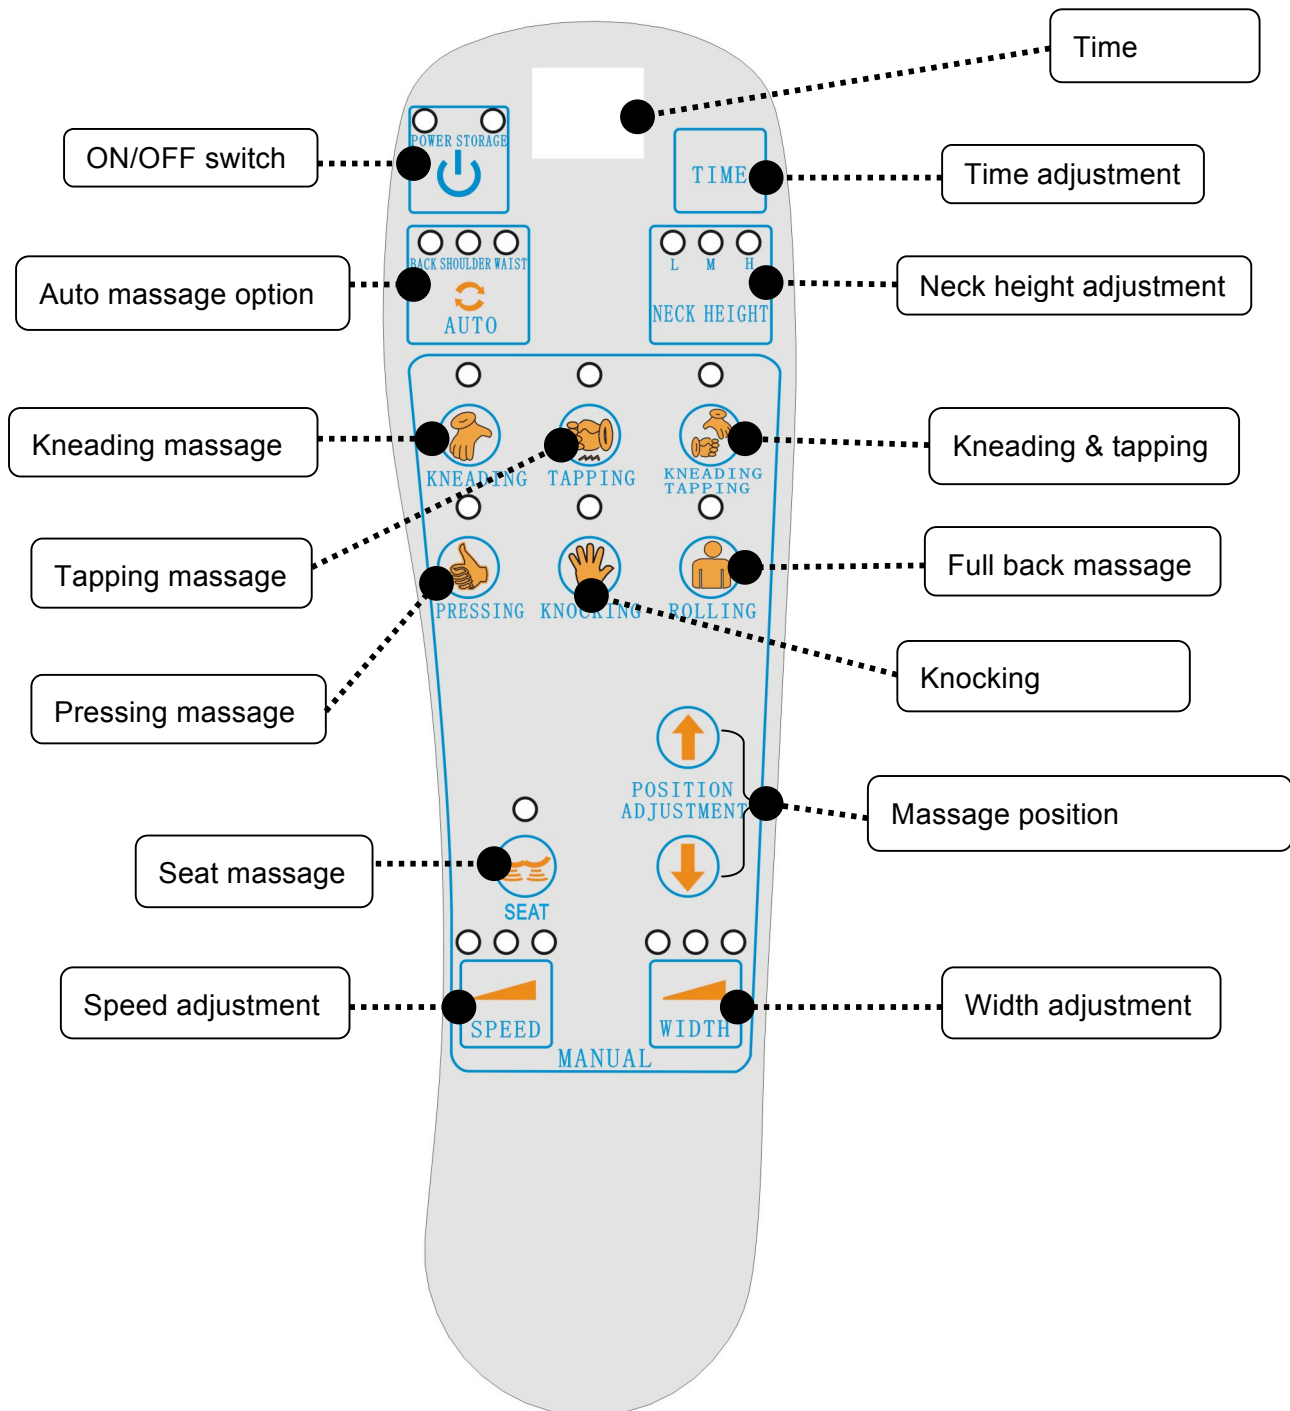 Time
POWER STORAGE
ON/OFF switch
TIME
Time adjustment
BACK SHOULDER WAIST
L M H
Auto massage option
AUTO
NECK HEIGHT
Neck height adjustment
Kneading massage
KNEADING
TAPPING
KNEADING
TAPPING
Kneading & tapping
Tapping massage
PRESSING
KNOCKING
ROLLING
Full back massage
Pressing massage
Knocking
POSITION
ADJUSTMENT
Massage position
Seat massage
SEAT
Speed adjustment
SPEED
WIDTH
Width adjustment
MANUAL